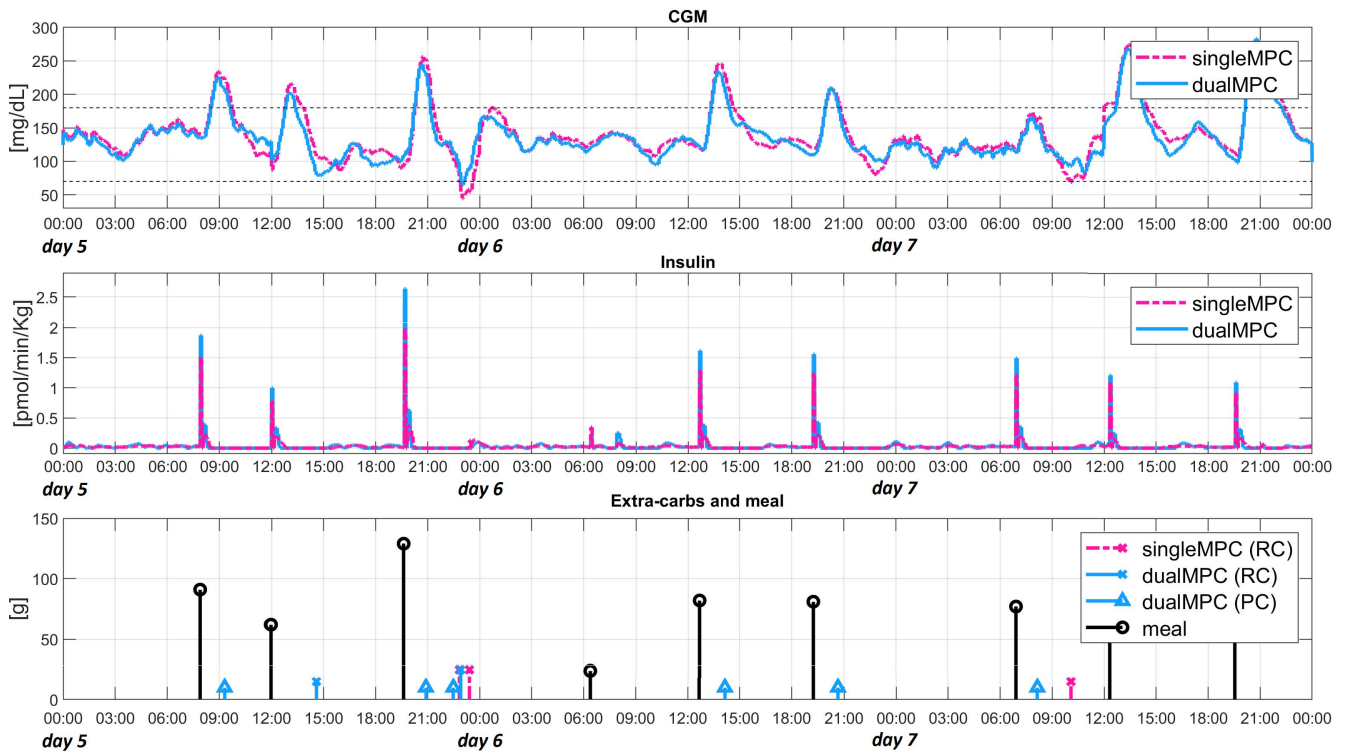 CGM
[mg/dL]
300
250
200
150
100
50
singleMPC
dualMPC
00:00 03:00 06:00 09:00 12:00 15:00 18:00 21:00 00:00 03:00 06:00 09:00 12:00 15:00 18:00 21:00 00:00 03:00 06:00 09:00 12:00 15:00 18:00 21:00 00:00
day 5 day 6 day 7
Insulin
[pmol/min/Kg]
2.5
2
1.5
1
0.5
0
singleMPC
dualMPC
00:00 03:00 06:00 09:00 12:00 15:00 18:00 21:00 00:00 03:00 06:00 09:00 12:00 15:00 18:00 21:00 00:00 03:00 06:00 09:00 12:00 15:00 18:00 21:00 00:00
day 5 day 6 day 7
Extra-carbs and meal
[g]
150
100
50
0
singleMPC (RC)
dualMPC (RC)
dualMPC (PC)
meal
00:00 03:00 06:00 09:00 12:00 15:00 18:00 21:00 00:00 03:00 06:00 09:00 12:00 15:00 18:00 21:00 00:00 03:00 06:00 09:00 12:00 15:00 18:00 21:00 00:00
day 5 day 6 day 7